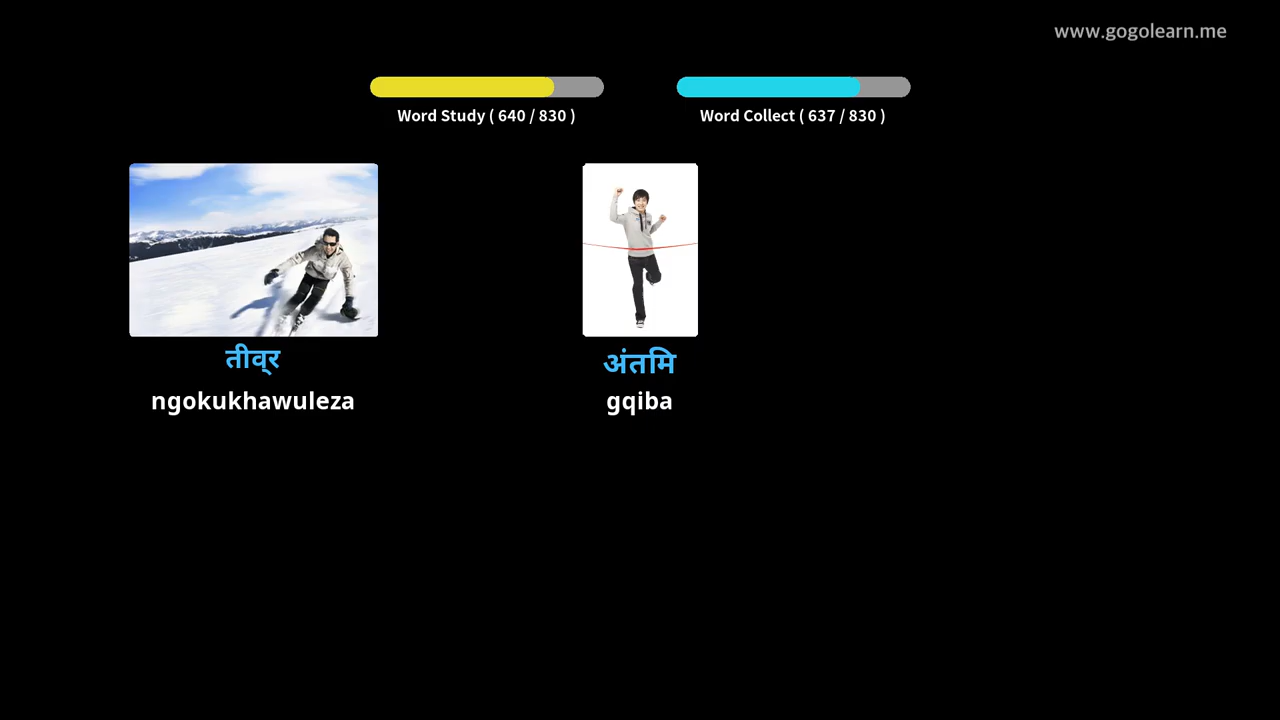 www.gogolearn.me
Word Study ( 640 / 830 )
Word Collect ( 637 / 830 )
तीव्र
ngokukhawuleza
अंतमि
gqiba